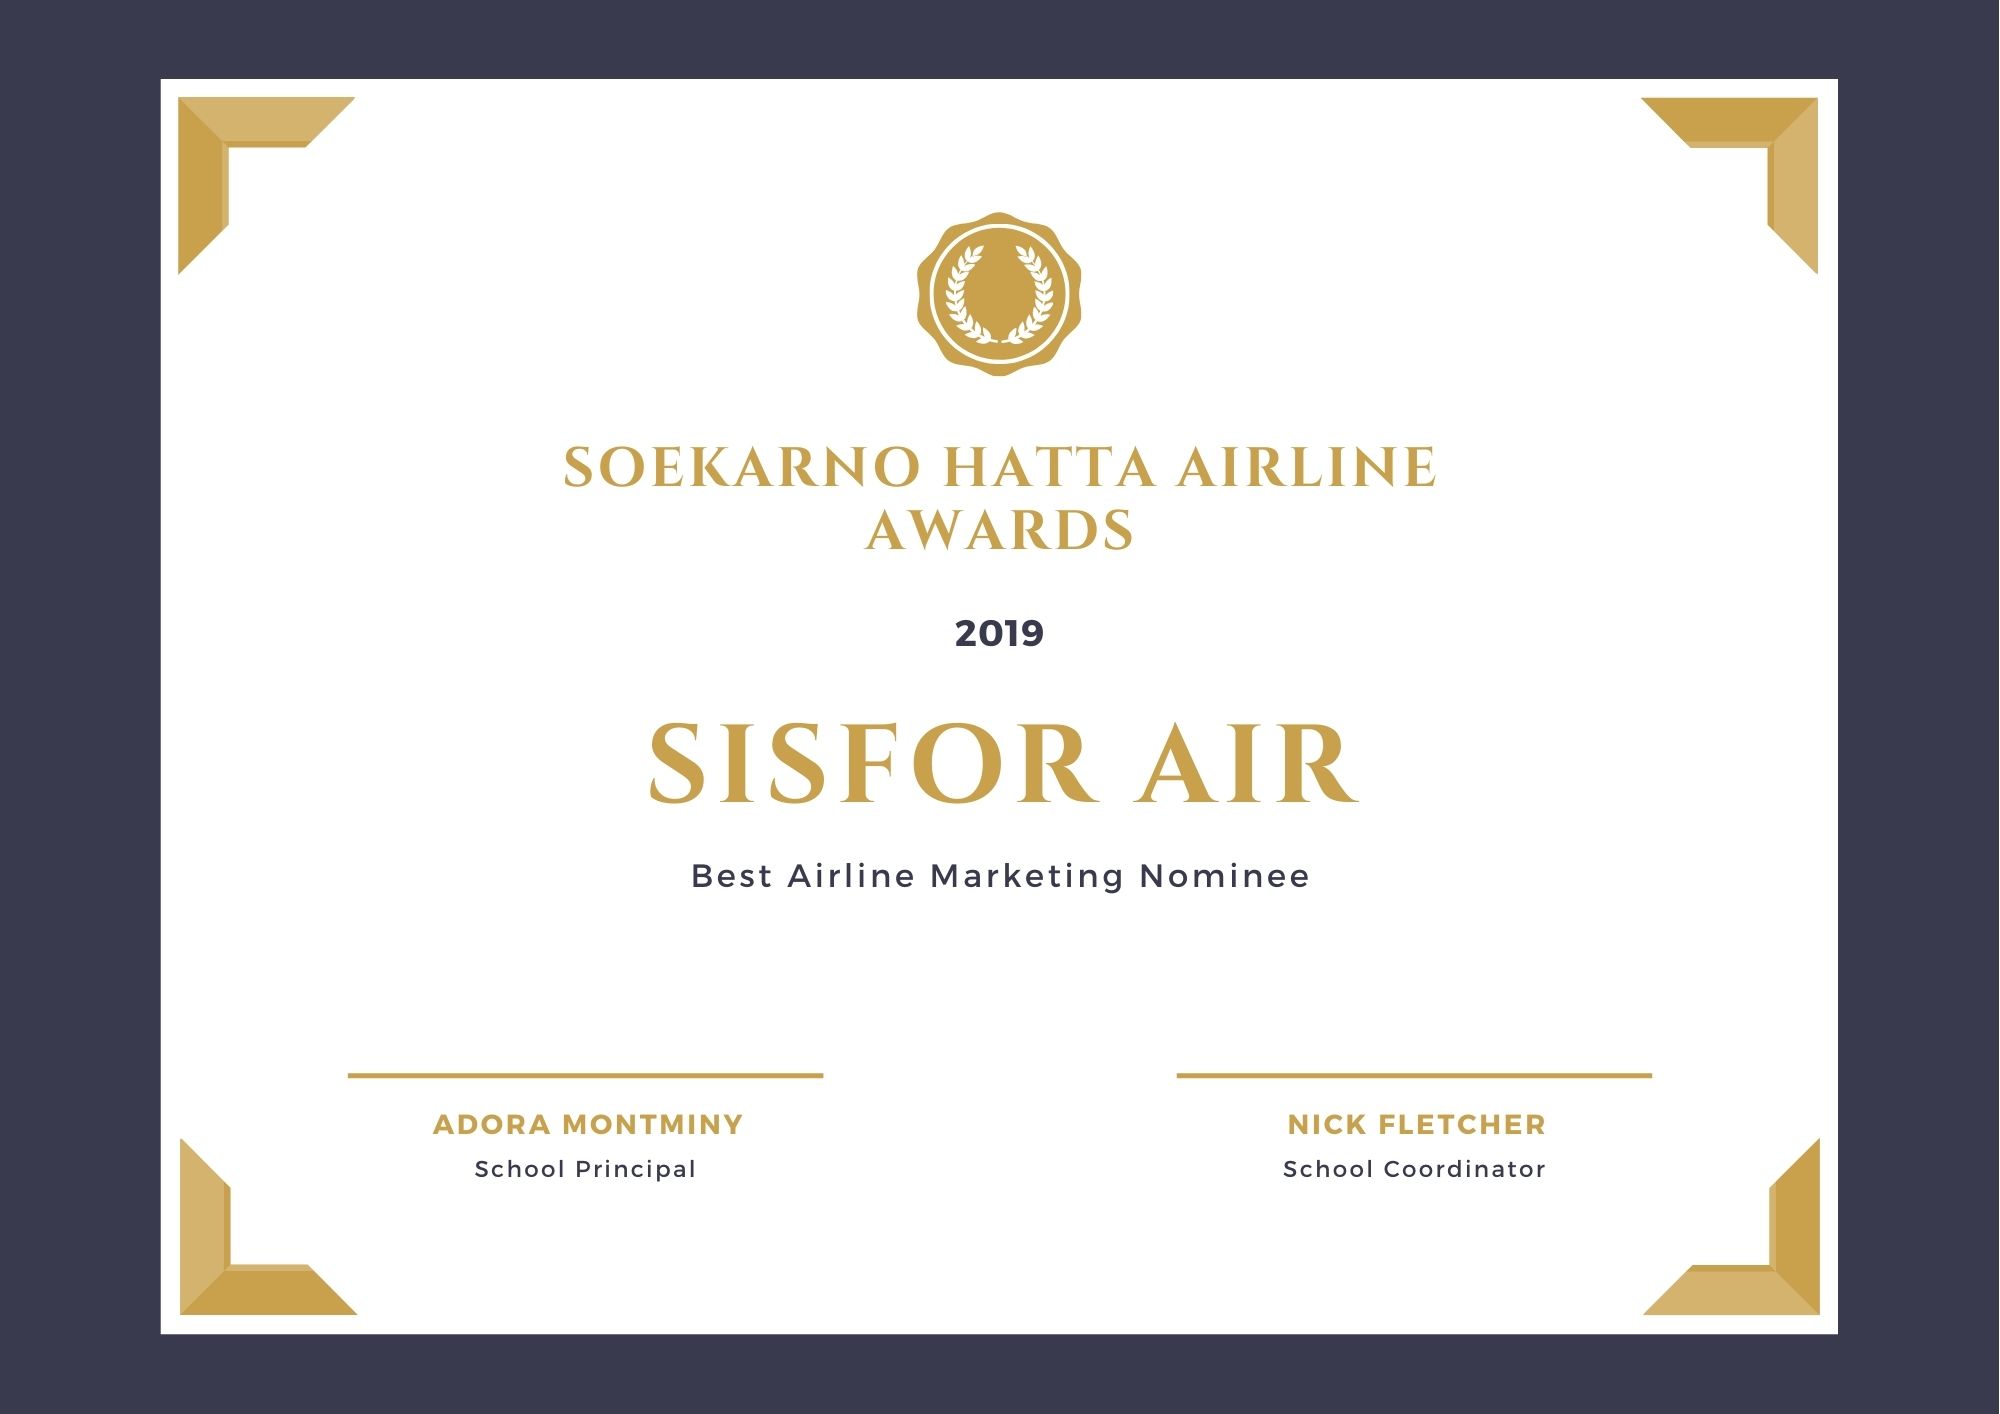 SOEKARNO HATTA AIRLINE
AWARDS
2019
SISFOR AIR
Best Airline Marketing Nominee
ADORA MONTMINY
School Principal
NICK FLETCHER
School Coordinator